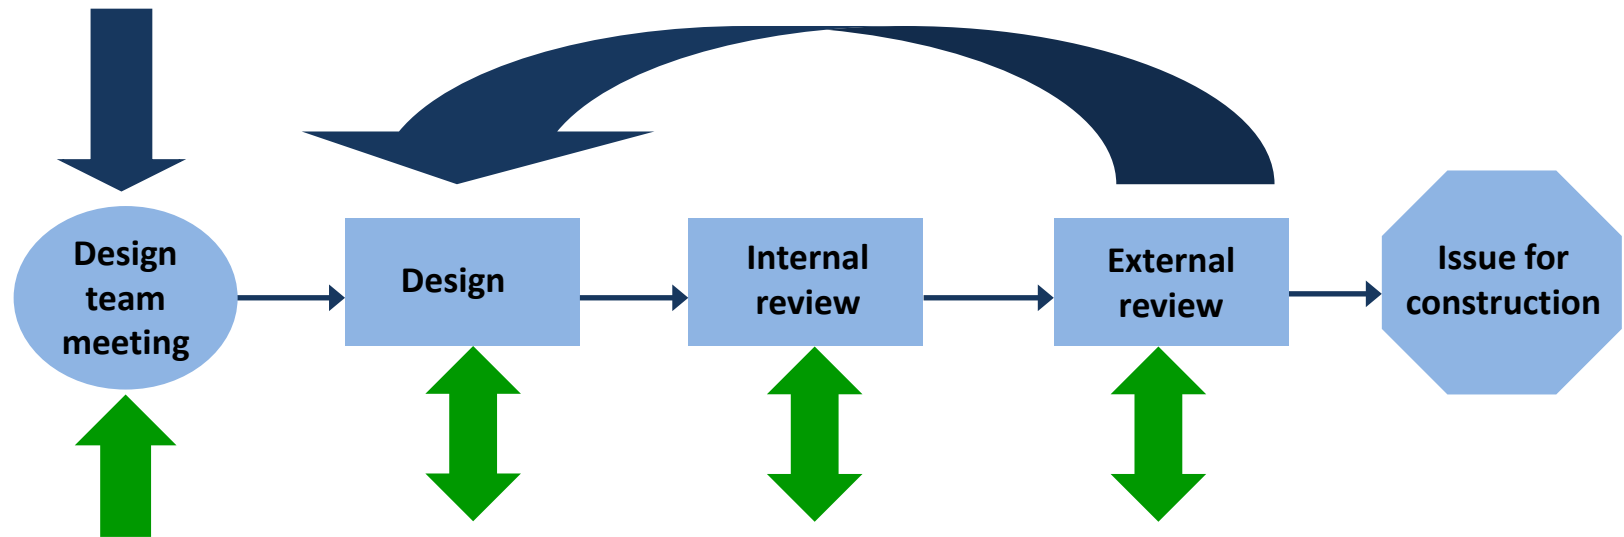 Design
team
meeting
Design
Internal
review
External
review
Issue for
construction